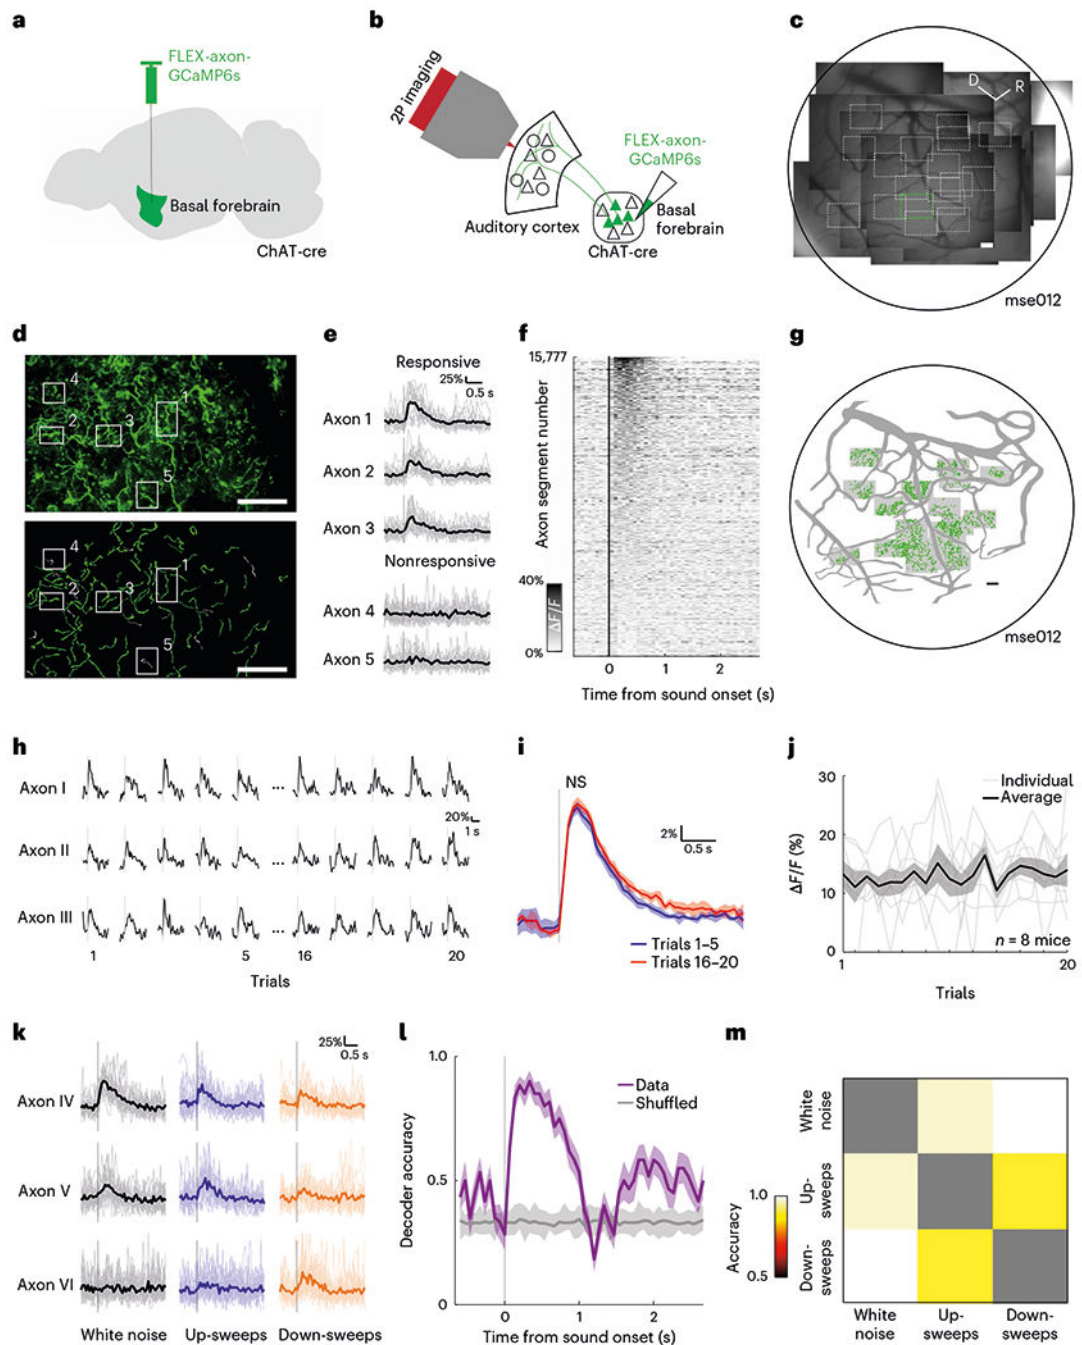 a
FLEX-axon-
GCaMP6s
Basal forebrain
ChAT-cre
b
2P imaging
FLEX-axon-
GCaMP6s
Auditory cortex
Basal
forebrain
ChAT-cre
c
D
R
mse012
d
4
2
3
1
5
4
2
3
1
5
e
Responsive
25%
0.5 s
Axon 1
Axon 2
Axon 3
Nonresponsive
Axon 4
Axon 5
f
15,777
Axon segment number
40%
ΔF/F
0%
0 1 2
Time from sound onset (s)
g
mse012
h
Axon I
...
20%
1 s
Axon II
...
Axon III
...
1 5 16 20
Trials
i
NS
2%
0.5 s
Trials 1–5
Trials 16–20
j
30
20
10
0
ΔF/F (%)
Individual
Average
n = 8 mice
1 20
Trials
k
25%
0.5 s
Axon IV
Axon V
Axon VI
White noise Up-sweeps Down-sweeps
l
1.0
0.5
0
Decoder accuracy
Data
Shuffled
0 1 2
Time from sound onset (s)
m
White
noise
Up-
sweeps
Down-
sweeps
Accuracy
1.0
0.5
White
noise
Up-
sweeps
Down-
sweeps